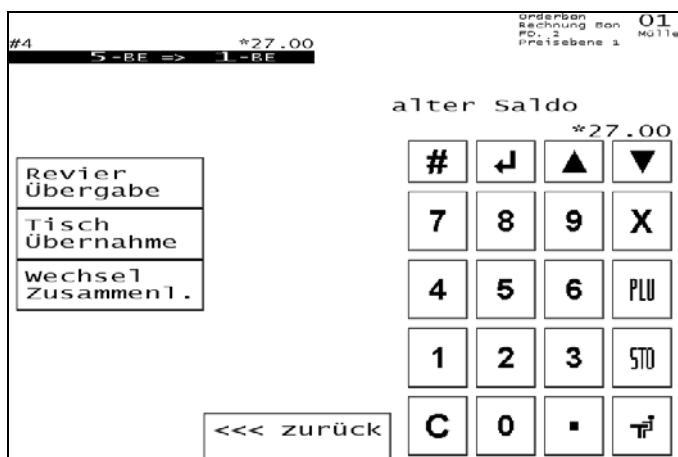 Orderbon
Rechnung Bon
PD. 2
Preisebene 1
01
Mülle
#4 *27.00
5-BE => 1-BE
alter Saldo
*27.00
Revier
Übergabe
Tisch
Übernahme
Wechsel
Zusammenl.
<<< zurück
# ↵ ▲ ▼
7 8 9 X
4 5 6 PLU
1 2 3 STO
C 0 .